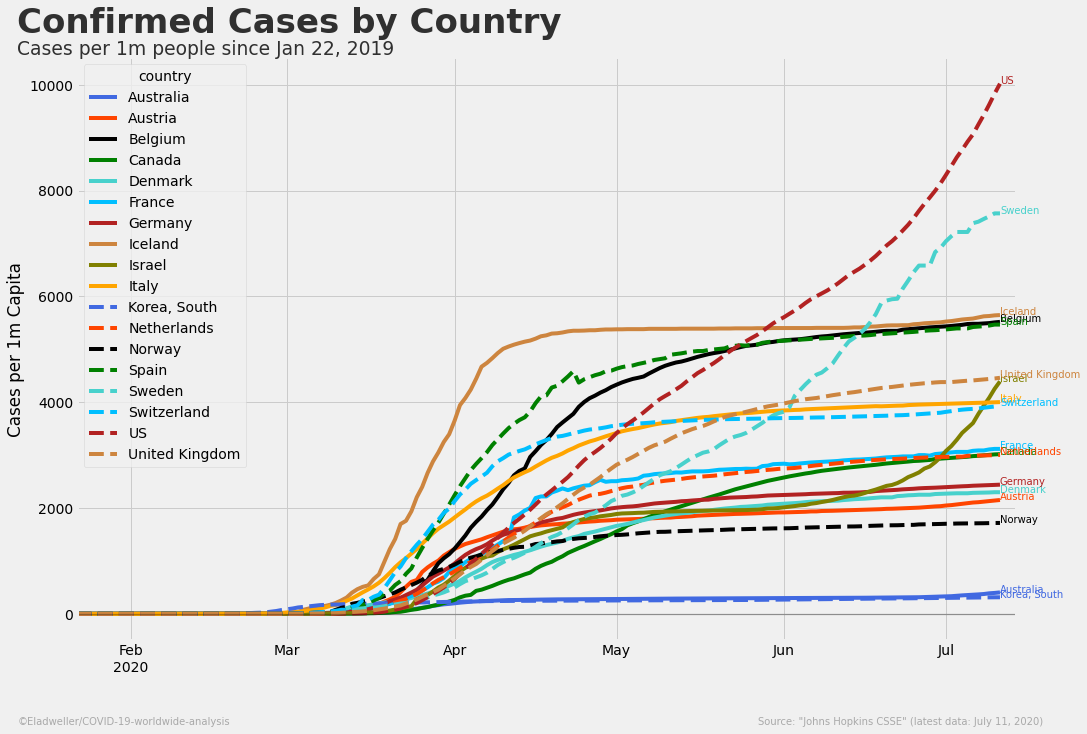 Confirmed Cases by Country
Cases per 1m people since Jan 22, 2019
Cases per 1m Capita
10000
8000
6000
4000
2000
0
country
Australia
Austria
Belgium
Canada
Denmark
France
Germany
Iceland
Israel
Italy
Korea, South
Netherlands
Norway
Spain
Sweden
Switzerland
US
United Kingdom
US
Sweden
Iceland
Belgium
Spain
United Kingdom
Israel
Italy
Switzerland
France
Canada
Netherlands
Germany
Denmark
Austria
Norway
Australia
Korea, South
Feb
2020
Mar
Apr
May
Jun
Jul
©Eladweller/COVID-19-worldwide-analysis
Source: "Johns Hopkins CSSE" (latest data: July 11, 2020)